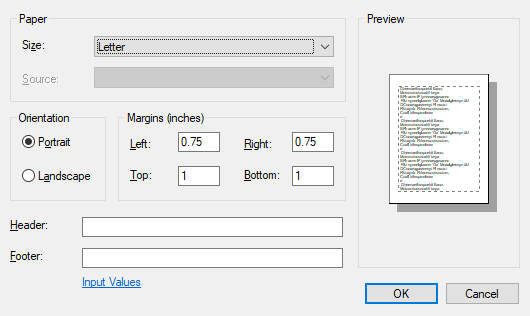 Paper
Size:
Letter
Source:
Orientation
Portrait
Landscape
Margins (inches)
Left:
0.75
Right:
0.75
Top:
1
Bottom:
1
Header:
Footer:
Input Values
Preview
OK
Cancel